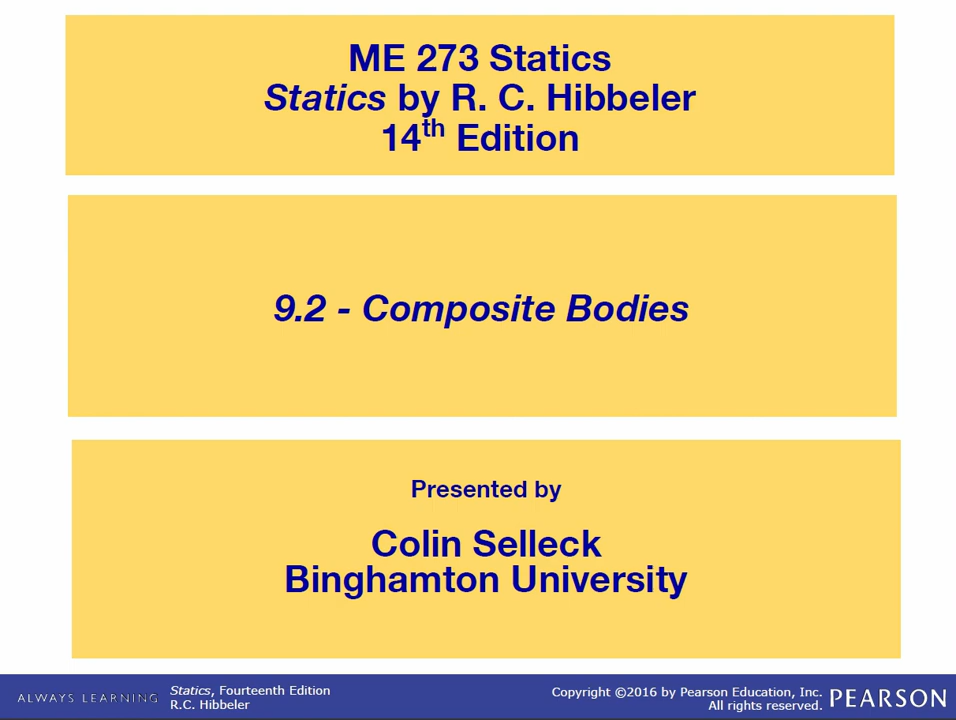 ME 273 Statics
Statics by R. C. Hibbeler
14th Edition
9.2 - Composite Bodies
Presented by
Colin Selleck
Binghamton University
ALWAYS LEARNING
Statics, Fourteenth Edition
R.C. Hibbeler
Copyright ©2016 by Pearson Education, Inc.
All rights reserved.
PEARSON